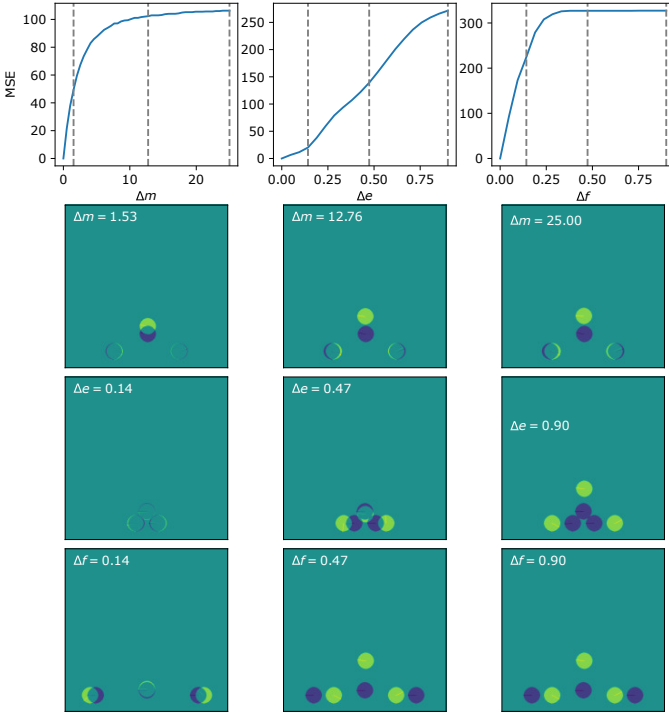 MSE
100
80
60
40
20
0
0 10 20
Δm
250
200
150
100
50
0
0.00 0.25 0.50 0.75
Δe
300
200
100
0
0.00 0.25 0.50 0.75
Δf
Δm = 1.53
Δm = 12.76
Δm = 25.00
Δe = 0.14
Δe = 0.47
Δe = 0.90
Δf = 0.14
Δf = 0.47
Δf = 0.90